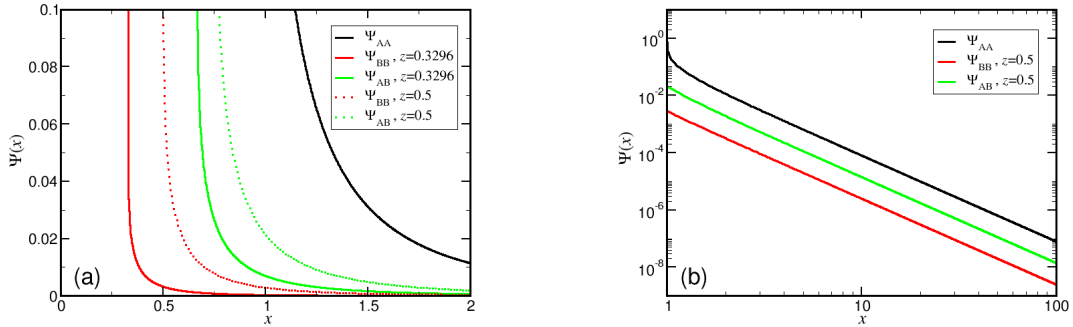 0.1
0.08
0.06
0.04
0.02
0
Ψ(x)
Ψ_AA
Ψ_BB , z=0.3296
Ψ_AB , z=0.3296
Ψ_BB , z=0.5
Ψ_AB , z=0.5
(a)
0 0.5 1 1.5 2
x
10^0
10^-2
10^-4
10^-6
10^-8
Ψ(x)
Ψ_AA
Ψ_BB , z=0.5
Ψ_AB , z=0.5
(b)
1 10 100
x